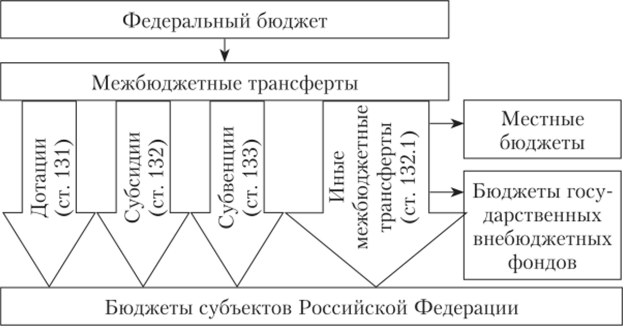 Федеральный бюджет
Межбюджетные трансферты
Дотации
(ст. 131)
Субсидии
(ст. 132)
Субвенции
(ст. 133)
Иные
межбюджетные
трансферты
(ст. 132.1)
Местные
бюджеты
Бюджеты госу-
дарственных
внебюджетных
фондов
Бюджеты субъектов Российской Федерации